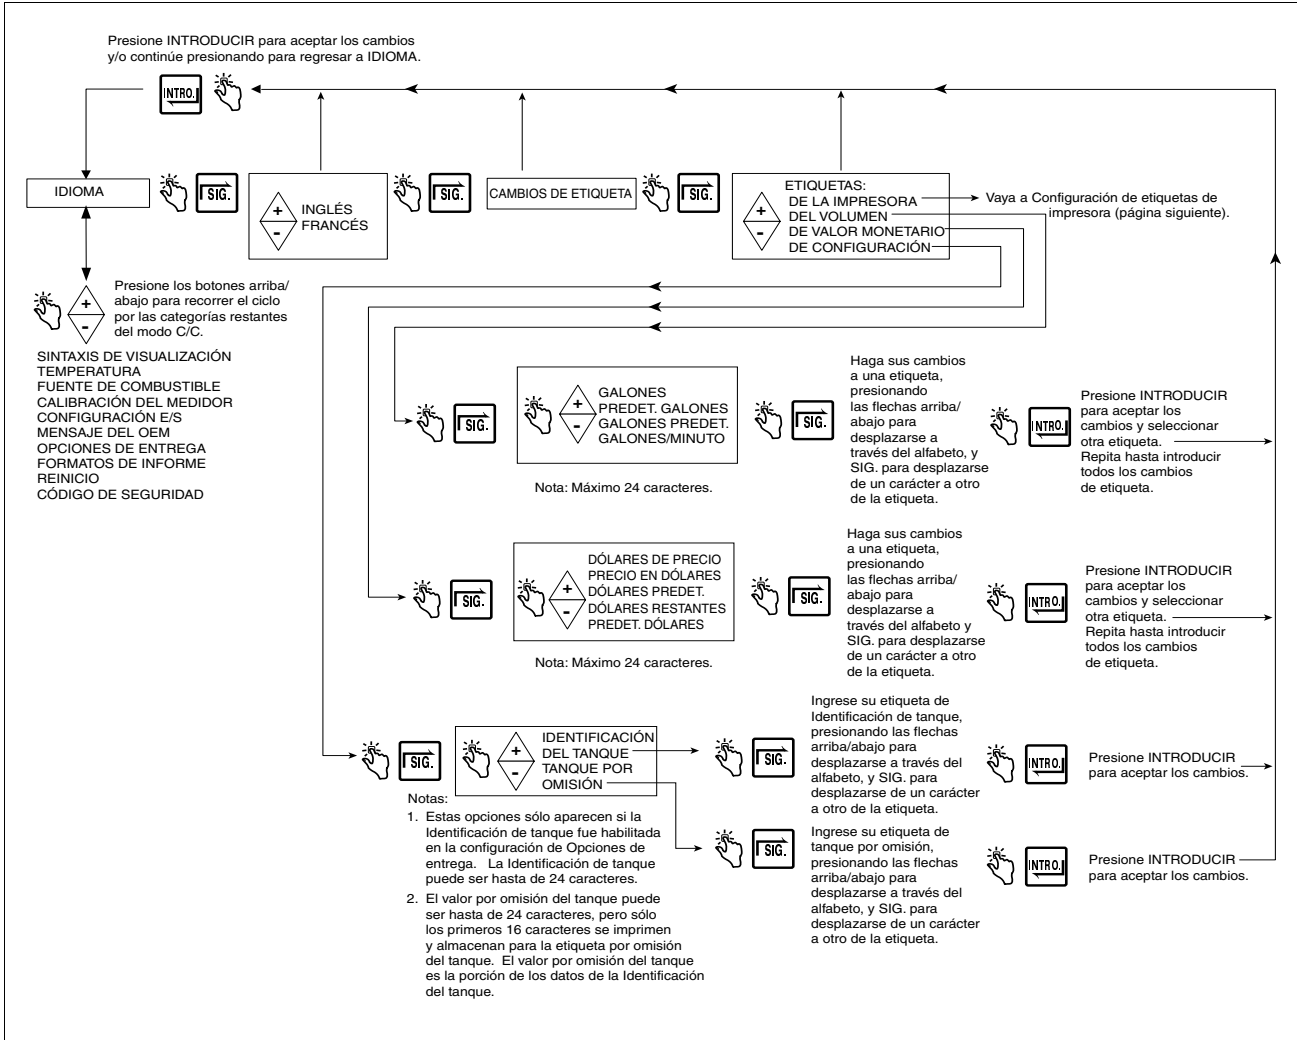 Presione INTRODUCIR para aceptar los cambios
y/o continúe presionando para regresar a IDIOMA.
INTRO.
IDIOMA
SIG.
+
-
INGLÉS
FRANCÉS
SIG.
CAMBIOS DE ETIQUETA
SIG.
+
-
ETIQUETAS:
DE LA IMPRESORA
DEL VOLUMEN
DE VALOR MONETARIO
DE CONFIGURACIÓN
Vaya a Configuración de etiquetas de
impresora (página siguiente).
+
-
Presione los botones arriba/
abajo para recorrer el ciclo
por las categorías restantes
del modo C/C.
SINTAXIS DE VISUALIZACIÓN
TEMPERATURA
FUENTE DE COMBUSTIBLE
CALIBRACIÓN DEL MEDIDOR
CONFIGURACIÓN E/S
MENSAJE DEL OEM
OPCIONES DE ENTREGA
FORMATOS DE INFORME
REINICIO
CÓDIGO DE SEGURIDAD
SIG.
+
-
GALONES
PREDET. GALONES
GALONES PREDET.
GALONES/MINUTO
Nota: Máximo 24 caracteres.
SIG.
Haga sus cambios
a una etiqueta,
presionando
las flechas arriba/
abajo para
desplazarse a
través del alfabeto, y
SIG. para desplazarse
de un carácter a otro
de la etiqueta.
INTRO.
Presione INTRODUCIR
para aceptar los
cambios y seleccionar
otra etiqueta.
Repita hasta introducir
todos los cambios
de etiqueta.
SIG.
+
-
DÓLARES DE PRECIO
PRECIO EN DÓLARES
DÓLARES PREDET.
DÓLARES RESTANTES
PREDET. DÓLARES
Nota: Máximo 24 caracteres.
SIG.
Haga sus cambios
a una etiqueta,
presionando
las flechas arriba/
abajo para
desplazarse a
través del alfabeto y
SIG. para desplazarse
de un carácter a otro
de la etiqueta.
INTRO.
Presione INTRODUCIR
para aceptar los
cambios y seleccionar
otra etiqueta.
Repita hasta introducir
todos los cambios
de etiqueta.
SIG.
+
-
IDENTIFICACIÓN
DEL TANQUE
TANQUE POR
OMISIÓN
SIG.
Ingrese su etiqueta de
Identificación de tanque,
presionando las flechas
arriba/abajo para
desplazarse a través del
alfabeto, y SIG. para
desplazarse de un carácter
a otro de la etiqueta.
INTRO.
Presione INTRODUCIR
para aceptar los cambios.
SIG.
Ingrese su etiqueta de
tanque por omisión,
presionando las flechas
arriba/abajo para
desplazarse a través del
alfabeto, y SIG. para
desplazarse de un carácter
a otro de la etiqueta.
INTRO.
Presione INTRODUCIR
para aceptar los cambios.
Notas:
1. Estas opciones sólo aparecen si la
Identificación de tanque fue habilitada
en la configuración de Opciones de
entrega. La Identificación de tanque
puede ser hasta de 24 caracteres.
2. El valor por omisión del tanque puede
ser hasta de 24 caracteres, pero sólo
los primeros 16 caracteres se imprimen
y almacenan para la etiqueta por omisión
del tanque. El valor por omisión del tanque
es la porción de los datos de la Identificación
del tanque.